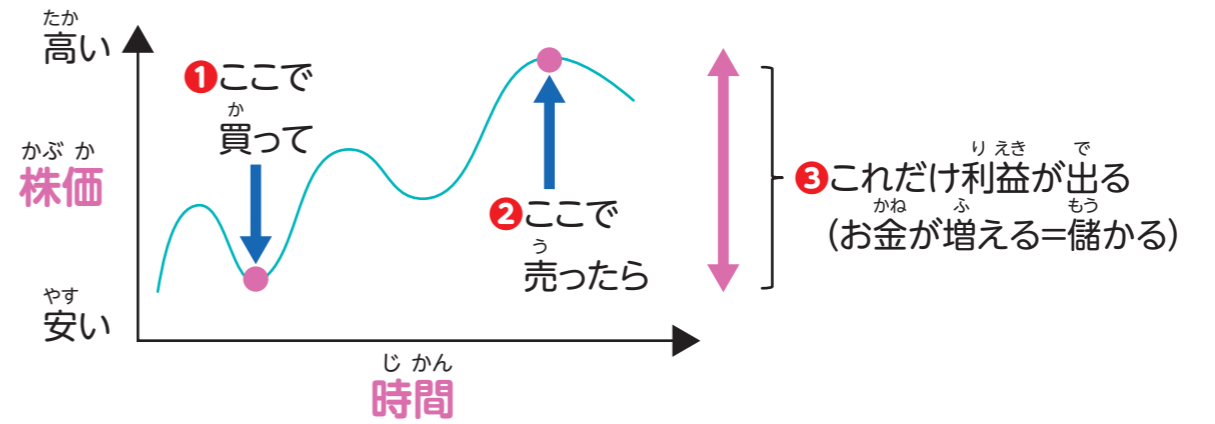 たか
高い
❶ここで
か
買って
かぶ か
株価
❷ここで
う
売ったら
り えき で
❸これだけ利益が出る
かね ふ もう
(お金が増える=儲かる)
やす
安い
じ かん
時間